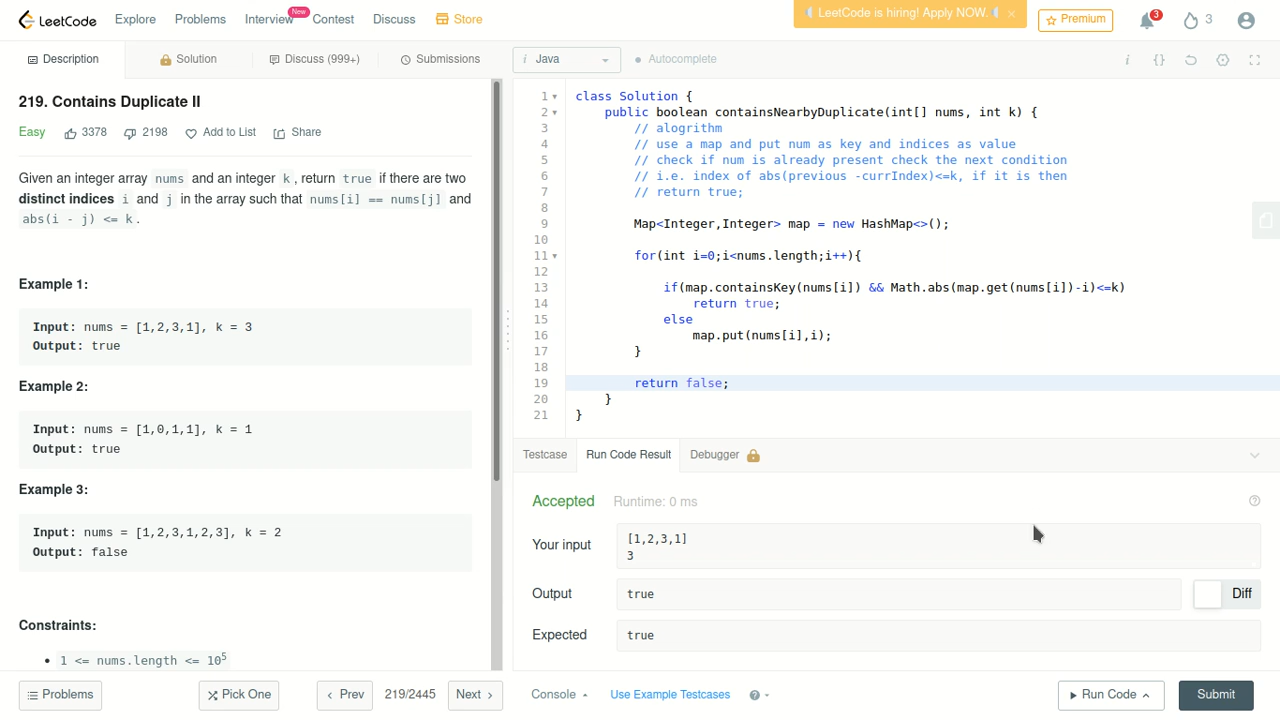 LeetCode
Explore
Problems
Interview
New
Contest
Discuss
Store
LeetCode is hiring! Apply NOW.
Premium
3
3
Description
Solution
Discuss (999+)
Submissions
i Java
Autocomplete
219. Contains Duplicate II
Easy 3378 2198 Add to List Share
Given an integer array nums and an integer k, return true if there are two
distinct indices i and j in the array such that nums[i] == nums[j] and
abs(i - j) <= k.
Example 1:
Input: nums = [1,2,3,1], k = 3
Output: true
Example 2:
Input: nums = [1,0,1,1], k = 1
Output: true
Example 3:
Input: nums = [1,2,3,1,2,3], k = 2
Output: false
Constraints:
1 <= nums.length <= 10^5
1 class Solution {
2 public boolean containsNearbyDuplicate(int[] nums, int k) {
3 // alogrithm
4 // use a map and put num as key and indices as value
5 // check if num is already present check the next condition
6 // i.e. index of abs(previous -currIndex)<=k, if it is then
7 // return true;
8
9 Map<Integer,Integer> map = new HashMap<>();
10
11 for(int i=0;i<nums.length;i++){
12
13 if(map.containsKey(nums[i]) && Math.abs(map.get(nums[i])-i)<=k)
14 return true;
15 else
16 map.put(nums[i],i);
17 }
18
19 return false;
20 }
21 }
Testcase
Run Code Result
Debugger
Accepted Runtime: 0 ms
Your input
[1,2,3,1]
3
Output
true
Diff
Expected
true
Problems
Pick One
Prev
219/2445
Next
Console
Use Example Testcases
Run Code
Submit